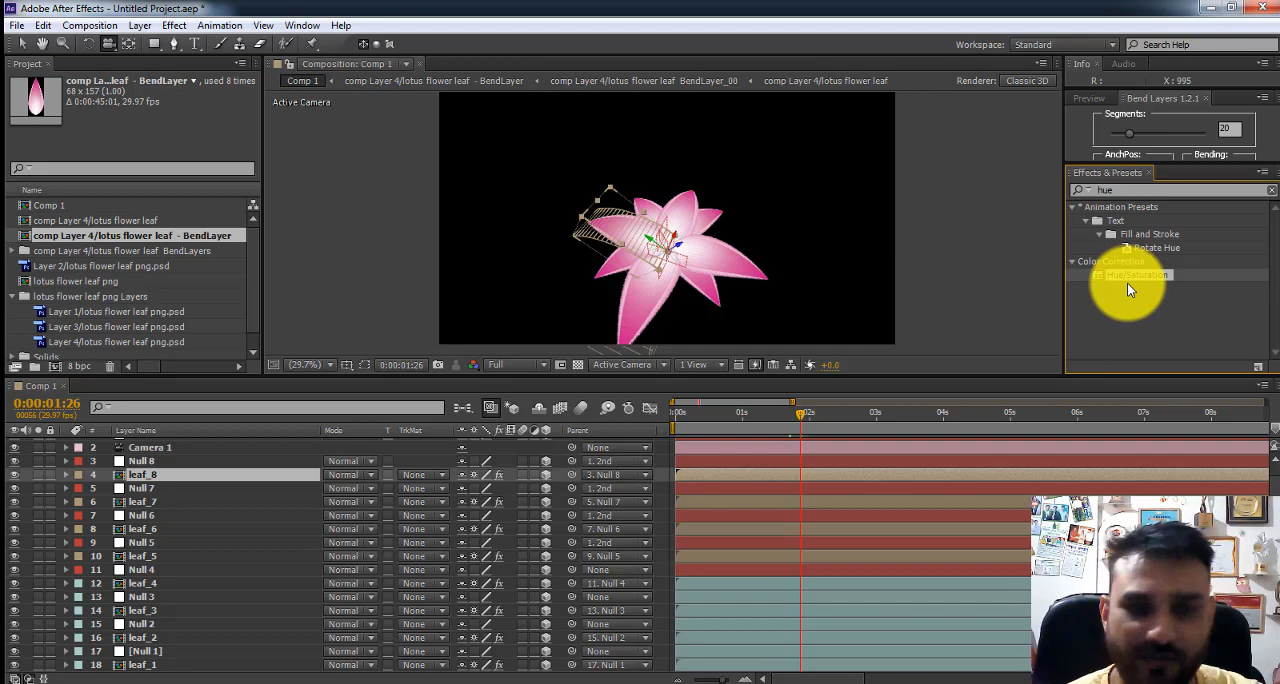 Adobe After Effects - Untitled Project.aep *
File Edit Composition Layer Effect Animation View Window Help
Workspace: Standard
Search Help
Project
comp La...leaf - BendLayer , used 8 times
68 x 157 (1.00)
Δ 0:00:45:01, 29.97 fps
Name
Comp 1
comp Layer 4/lotus flower leaf
comp Layer 4/lotus flower leaf - BendLayer
comp Layer 4/lotus flower leaf BendLayers
Layer 2/lotus flower leaf png.psd
lotus flower leaf png
lotus flower leaf png Layers
Layer 1/lotus flower leaf png.psd
Layer 3/lotus flower leaf png.psd
Layer 4/lotus flower leaf png.psd
Solids
8 bpc
Composition: Comp 1
Comp 1 comp Layer 4/lotus flower leaf - BendLayer comp Layer 4/lotus flower leaf BendLayer_00 comp Layer 4/lotus flower leaf Renderer: Classic 3D
Active Camera
(29.7%) 0:00:01:26 Full Active Camera 1 View +0.0
Info Audio
R : X : 995
Preview Bend Layers 1.2.1
Segments:
20
AnchPos: Bending:
Effects & Presets
hue
* Animation Presets
Text
Fill and Stroke
Rotate Hue
Color Correction
Hue/Saturation
Comp 1
0:00:01:26
00056 (29.97 fps)
:00s 01s 02s 03s 04s 05s 06s 07s 08s
# Layer Name Mode T TrkMat Parent
2 Camera 1 None
3 Null 8 Normal 1. 2nd
4 leaf_8 Normal None 3. Null 8
5 Null 7 Normal None 1. 2nd
6 leaf_7 Normal None 5. Null 7
7 Null 6 Normal None 1. 2nd
8 leaf_6 Normal None 7. Null 6
9 Null 5 Normal None 1. 2nd
10 leaf_5 Normal None 9. Null 5
11 Null 4 Normal None None
12 leaf_4 Normal None 11. Null 4
13 Null 3 Normal None None
14 leaf_3 Normal None 13. Null 3
15 Null 2 Normal None None
16 leaf_2 Normal None 15. Null 2
17 [Null 1] Normal None None
18 leaf_1 Normal None 17. Null 1